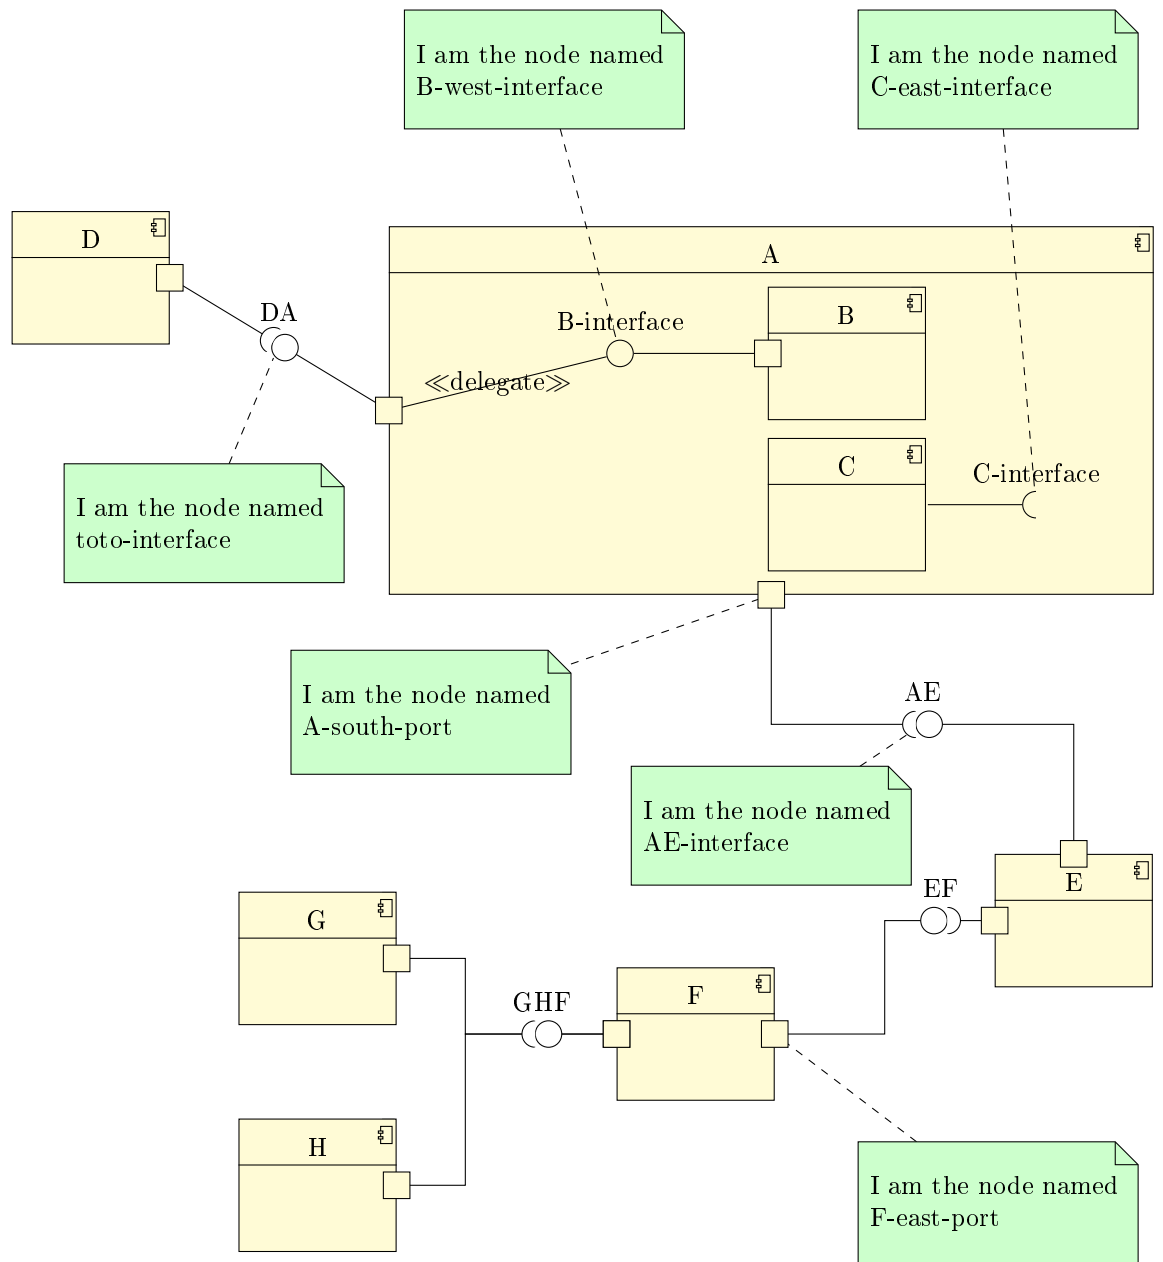 I am the node named
B-west-interface
I am the node named
C-east-interface
D
A
DA
B-interface
B
≪delegate≫
C
C-interface
I am the node named
toto-interface
I am the node named
A-south-port
AE
I am the node named
AE-interface
E
EF
G
F
GHF
H
I am the node named
F-east-port